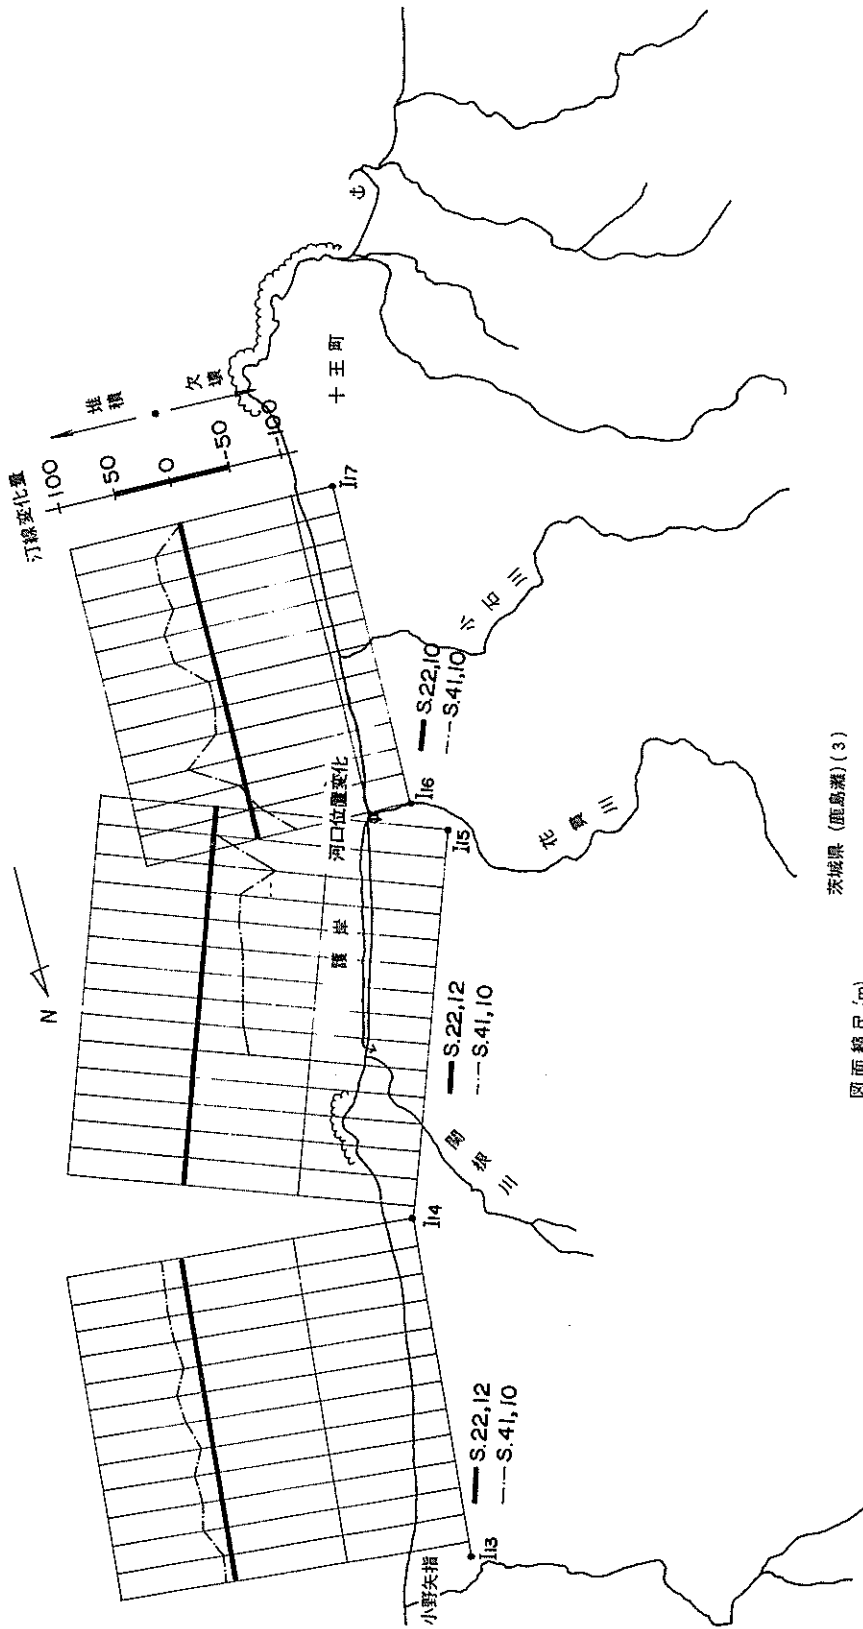 汀線変化量
+100
50
0
-50
-100
堆積
欠壊
N
十王町
I17
小石川
S.22,10
S.41,10
河口位置変化
I16
I15
花貫川
護岸
S.22,12
S.41,10
関根川
I14
S.22,12
S.41,10
I13
小野矢指
茨城県(鹿島灘)(3)
図面縮尺(m)